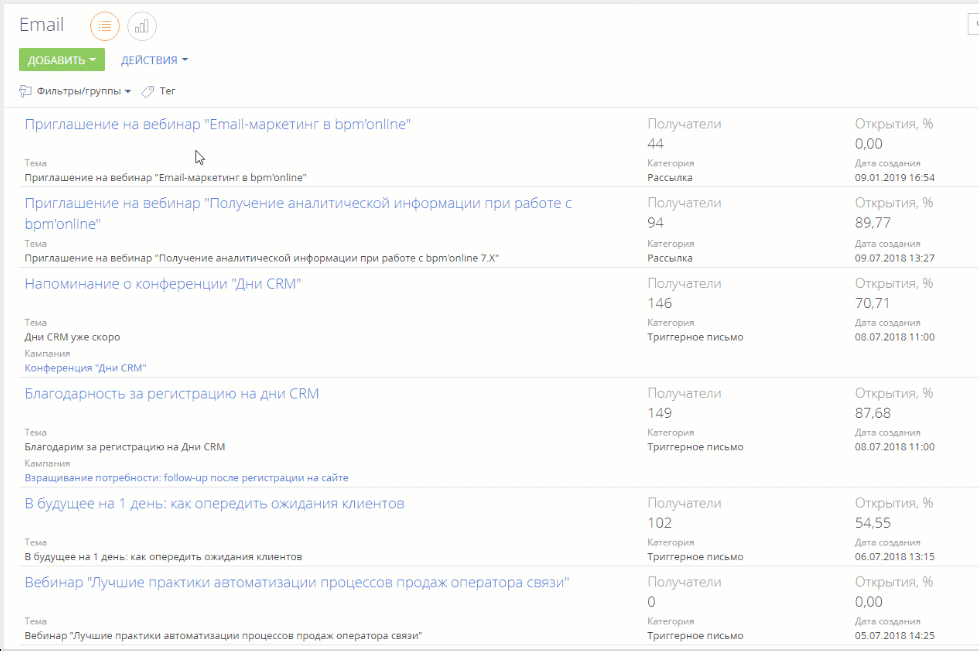 Email
ДОБАВИТЬ ДЕЙСТВИЯ
Фильтры/группы Тег
Приглашение на вебинар "Email-маркетинг в bpm'online" Получатели Открытия, %
44 0,00
Тема Категория Дата создания
Приглашение на вебинар "Email-маркетинг в bpm'online" Рассылка 09.01.2019 16:54
Приглашение на вебинар "Получение аналитической информации при работе с Получатели Открытия, %
bpm'online" 94 89,77
Тема Категория Дата создания
Приглашение на вебинар "Получение аналитической информации при работе с bpm'online 7.X" Рассылка 09.07.2018 13:27
Напоминание о конференции "Дни CRM" Получатели Открытия, %
146 70,71
Тема Категория Дата создания
Дни CRM уже скоро Триггерное письмо 08.07.2018 11:00
Кампания
Конференция "Дни CRM"
Благодарность за регистрацию на дни CRM Получатели Открытия, %
149 87,68
Тема Категория Дата создания
Благодарим за регистрацию на Дни CRM Триггерное письмо 08.07.2018 11:00
Кампания
Взращивание потребности: follow-up после регистрации на сайте
В будущее на 1 день: как опередить ожидания клиентов Получатели Открытия, %
102 54,55
Тема Категория Дата создания
В будущее на 1 день: как опередить ожидания клиентов Триггерное письмо 06.07.2018 13:15
Вебинар "Лучшие практики автоматизации процессов продаж оператора связи" Получатели Открытия, %
0 0,00
Тема Категория Дата создания
Вебинар "Лучшие практики автоматизации процессов продаж оператора связи" Триггерное письмо 05.07.2018 14:25